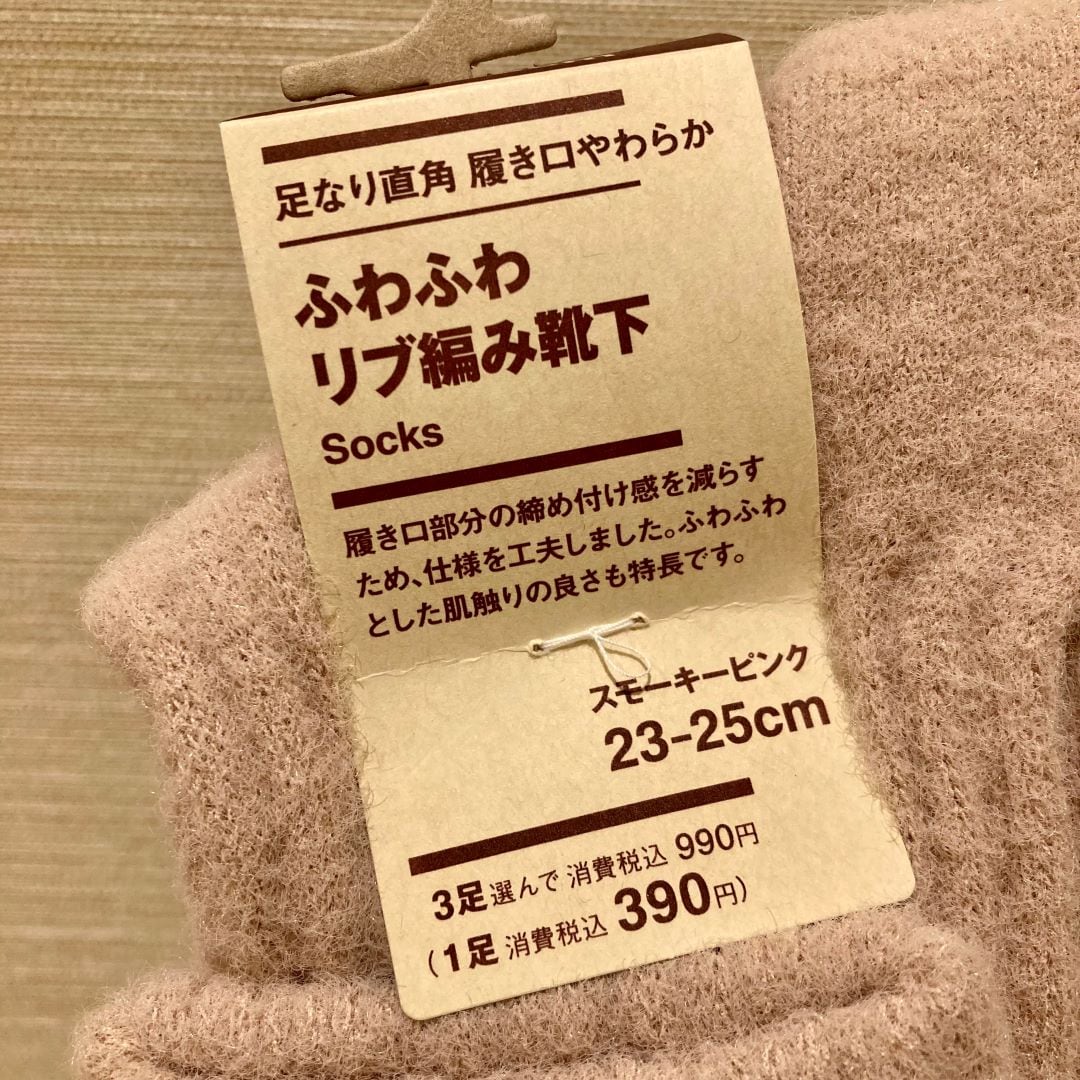 足なり直角 履き口やわらか
ふわふわ
リブ編み靴下
Socks
履き口部分の締め付け感を減らす
ため、仕様を工夫しました。ふわふわ
とした肌触りの良さも特長です。
スモーキーピンク
23-25cm
3足選んで 消費税込 990円
(1足 消費税込 390円)